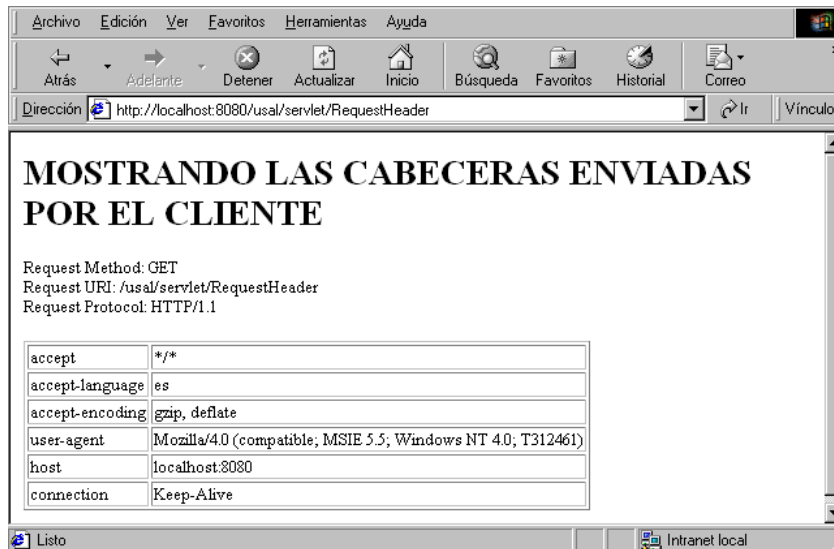 Archivo Edición Ver Favoritos Herramientas Ayuda
Atrás Adelante Detener Actualizar Inicio Búsqueda Favoritos Historial Correo
Dirección http://localhost:8080/usal/servlet/RequestHeader Ir Vínculo
MOSTRANDO LAS CABECERAS ENVIADAS
POR EL CLIENTE
Request Method: GET
Request URI: /usal/servlet/RequestHeader
Request Protocol: HTTP/1.1
accept */*
accept-language es
accept-encoding gzip, deflate
user-agent Mozilla/4.0 (compatible; MSIE 5.5; Windows NT 4.0; T312461)
host localhost:8080
connection Keep-Alive
Listo Intranet local